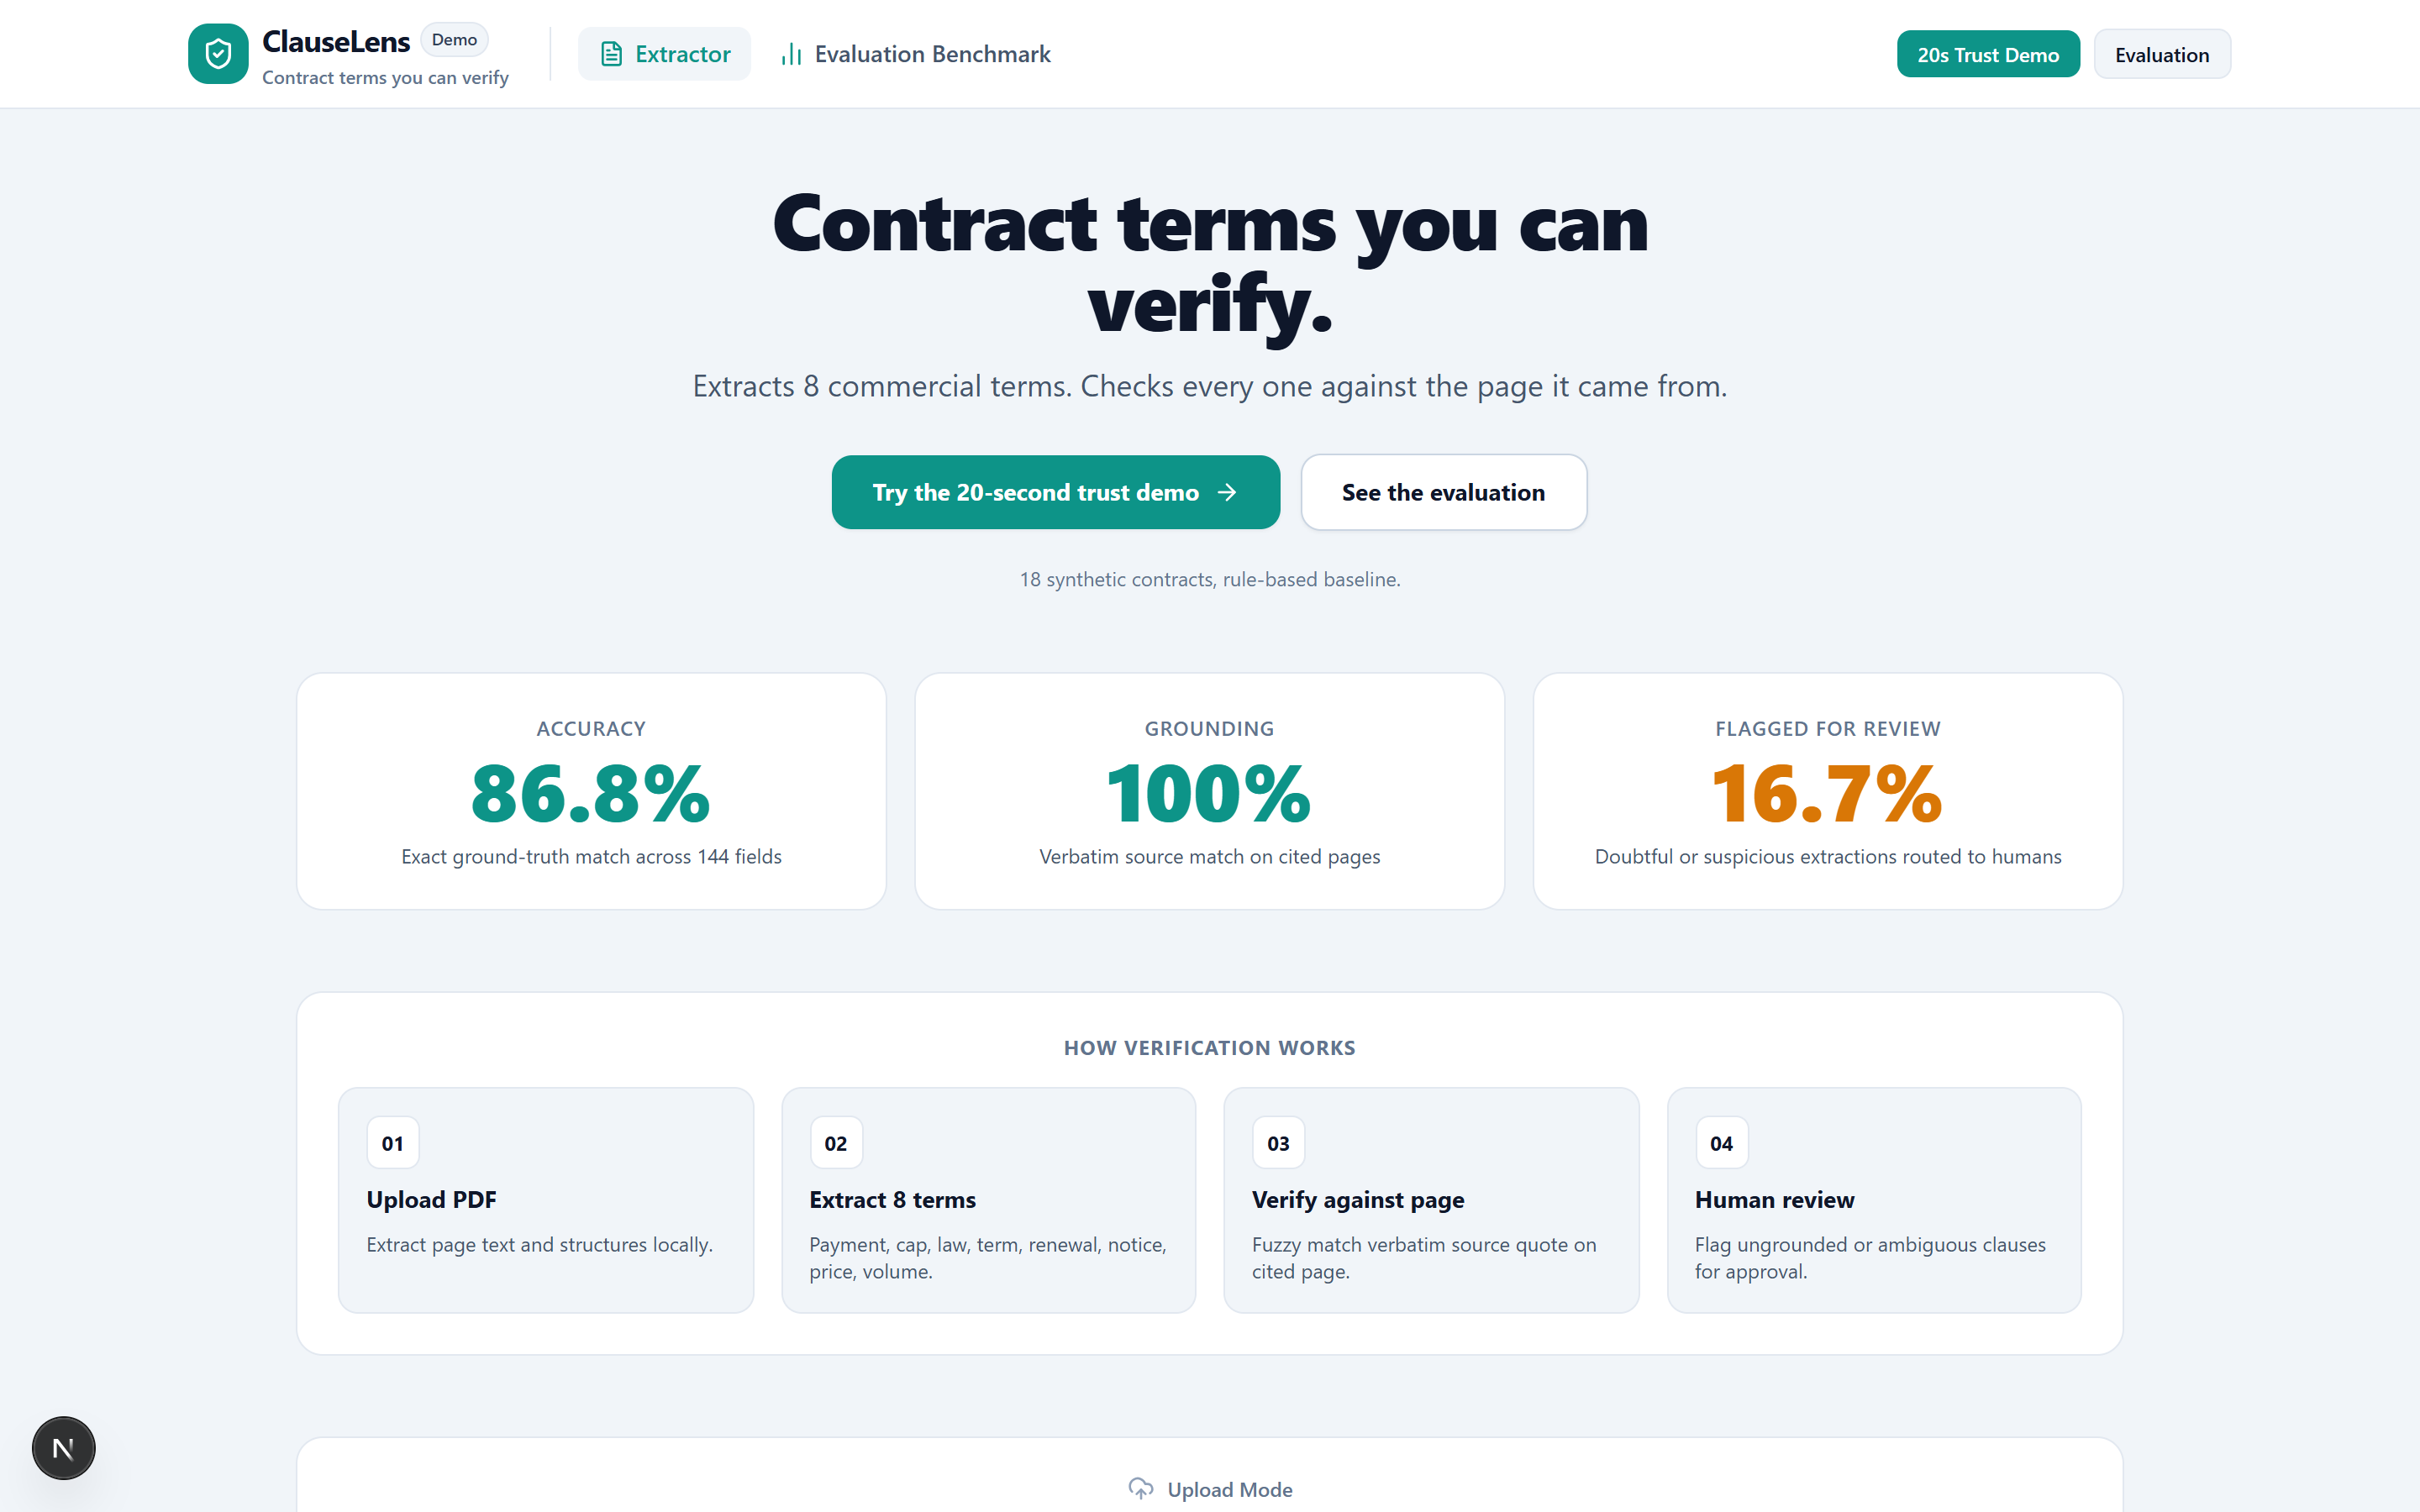 ClauseLens Demo
Contract terms you can verify
Extractor
Evaluation Benchmark
20s Trust Demo
Evaluation
Contract terms you can
verify.
Extracts 8 commercial terms. Checks every one against the page it came from.
Try the 20-second trust demo
See the evaluation
18 synthetic contracts, rule-based baseline.
ACCURACY
86.8%
Exact ground-truth match across 144 fields
GROUNDING
100%
Verbatim source match on cited pages
FLAGGED FOR REVIEW
16.7%
Doubtful or suspicious extractions routed to humans
HOW VERIFICATION WORKS
01
Upload PDF
Extract page text and structures locally.
02
Extract 8 terms
Payment, cap, law, term, renewal, notice,
price, volume.
03
Verify against page
Fuzzy match verbatim source quote on
cited page.
04
Human review
Flag ungrounded or ambiguous clauses
for approval.
N
Upload Mode